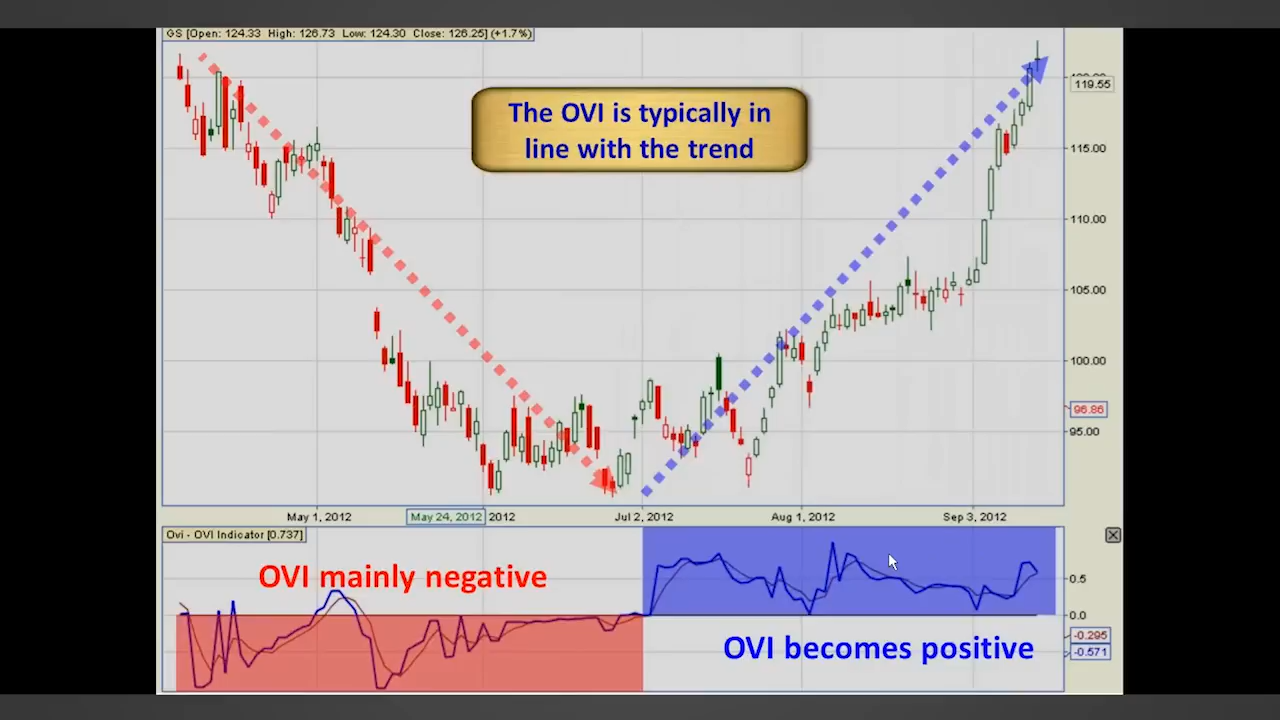 GS [Open: 124.33 High: 126.73 Low: 124.30 Close: 126.25] (+1.7%)
The OVI is typically in
line with the trend
119.55
115.00
110.00
105.00
100.00
96.86
95.00
May 1, 2012
May 24, 2012
2012
Jul 2, 2012
Aug 1, 2012
Sep 3, 2012
Ovi - OVI Indicator [0.737]
OVI mainly negative
0.5
0.0
-0.295
OVI becomes positive
-0.571